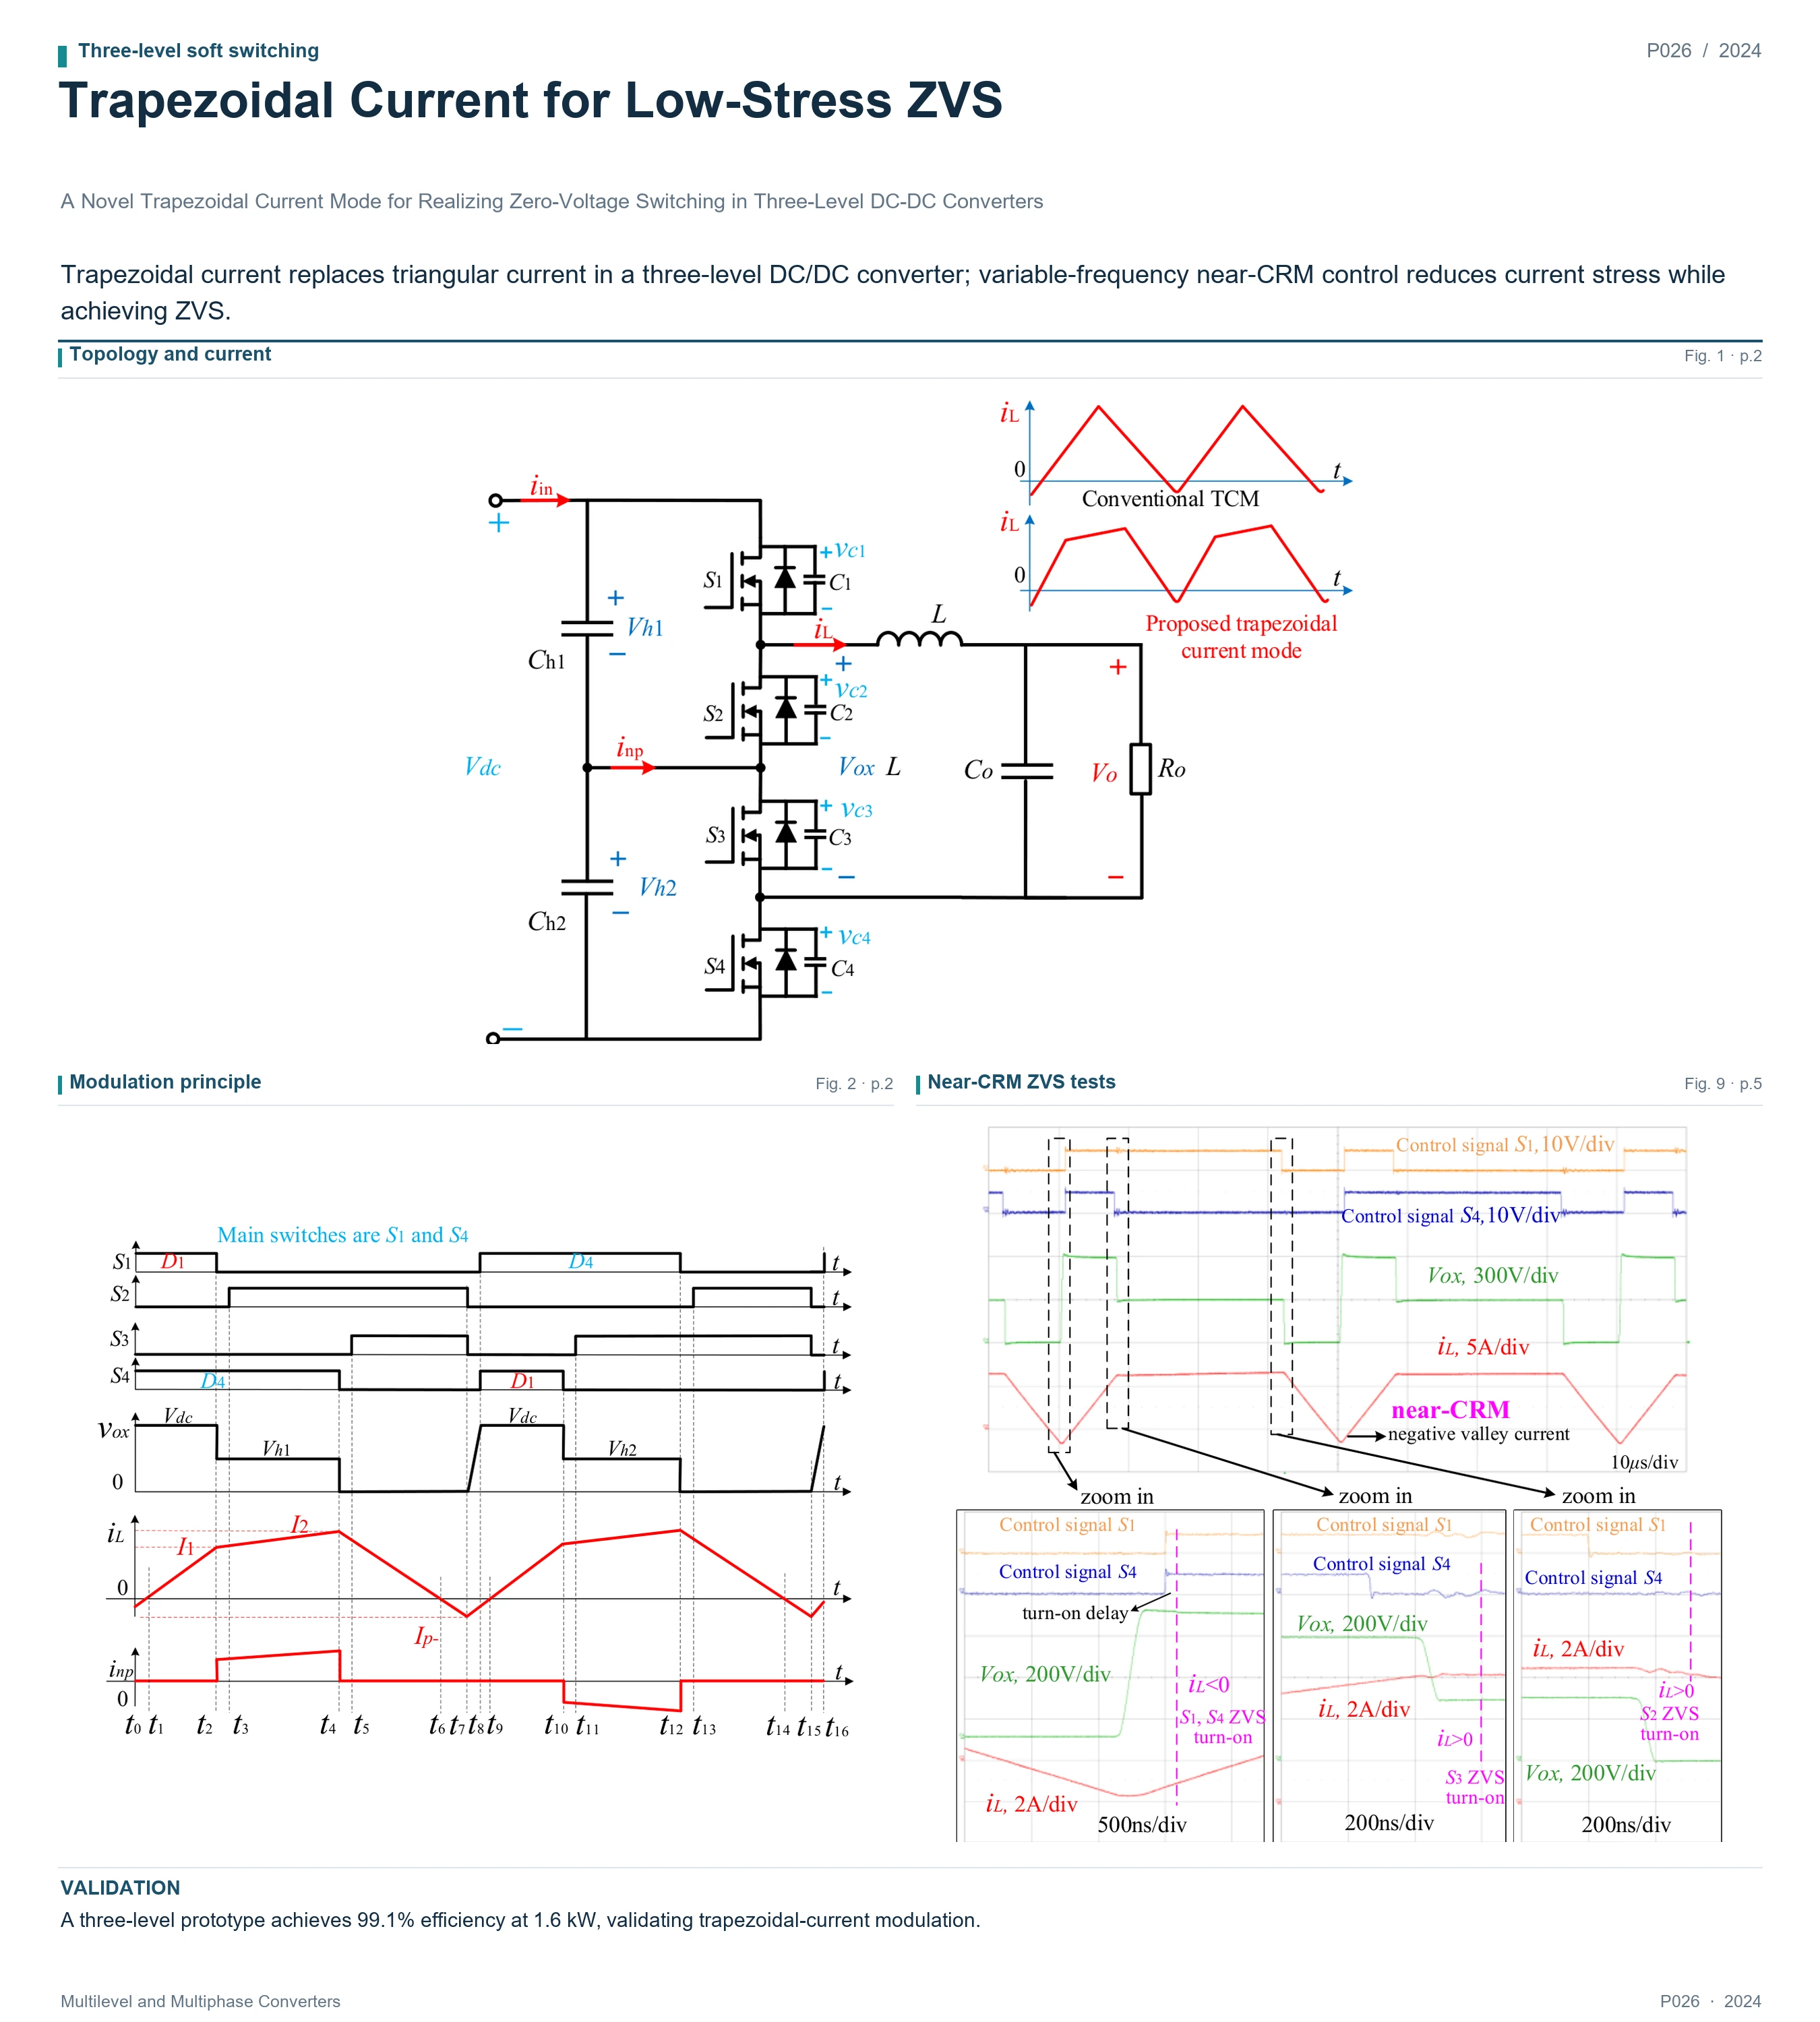 Three-level soft switching
P026 / 2024
Trapezoidal Current for Low-Stress ZVS
A Novel Trapezoidal Current Mode for Realizing Zero-Voltage Switching in Three-Level DC-DC Converters
Trapezoidal current replaces triangular current in a three-level DC/DC converter; variable-frequency near-CRM control reduces current stress while
achieving ZVS.
Topology and current
Fig. 1 · p.2
iL
0
t
Conventional TCM
iL
0
t
Proposed trapezoidal
current mode
iin
+
S1
+vC1
C1
−
+
Vh1
−
Ch1
iL
L
+
+
vC2
S2
C2
−
inp
Vdc
Vox L
Co
+
Vo
−
Ro
S3
+ vC3
C3
−
−
+
Vh2
−
Ch2
S4
+ vC4
C4
−
−
Modulation principle
Fig. 2 · p.2
Main switches are S1 and S4
S1
D1
D4
t
S2
t
S3
t
S4
D4
D1
t
vox
Vdc
Vh1
Vdc
Vh2
0
t
iL
I1
I2
0
t
Ip-
inp
0
t
t0 t1 t2 t3 t4 t5 t6 t7 t8 t9 t10 t11 t12 t13 t14 t15 t16
Near-CRM ZVS tests
Fig. 9 · p.5
Control signal S1,10V/div
Control signal S4,10V/div
Vox, 300V/div
iL, 5A/div
near-CRM
negative valley current
10μs/div
zoom in
zoom in
zoom in
Control signal S1
Control signal S4
turn-on delay
Vox, 200V/div
iL<0
S1, S4 ZVS
turn-on
iL, 2A/div
500ns/div
Control signal S1
Control signal S4
Vox, 200V/div
iL, 2A/div
iL>0
S3 ZVS
turn-on
200ns/div
Control signal S1
Control signal S4
iL, 2A/div
iL>0
S2 ZVS
turn-on
Vox, 200V/div
200ns/div
VALIDATION
A three-level prototype achieves 99.1% efficiency at 1.6 kW, validating trapezoidal-current modulation.
Multilevel and Multiphase Converters
P026 · 2024